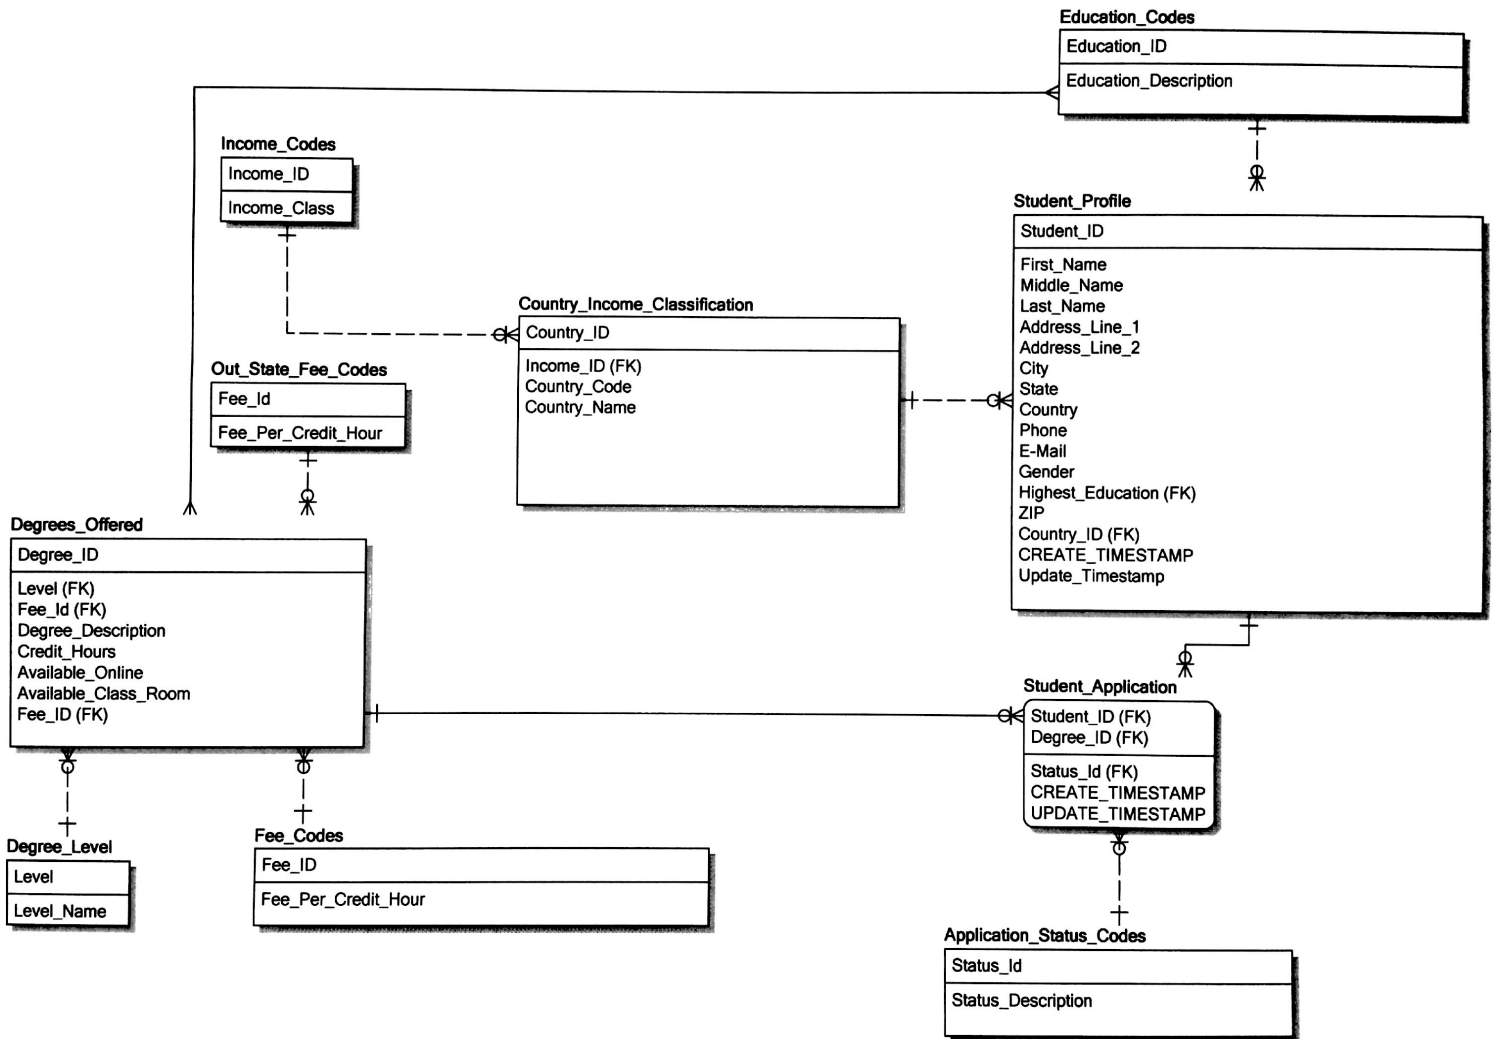 Education_Codes
Education_ID
Education_Description
Income_Codes
Income_ID
Income_Class
Student_Profile
Student_ID
First_Name
Middle_Name
Last_Name
Address_Line_1
Address_Line_2
City
State
Country
Phone
E-Mail
Gender
Highest_Education (FK)
ZIP
Country_ID (FK)
CREATE_TIMESTAMP
Update_Timestamp
Country_Income_Classification
Country_ID
Income_ID (FK)
Country_Code
Country_Name
Out_State_Fee_Codes
Fee_Id
Fee_Per_Credit_Hour
Degrees_Offered
Degree_ID
Level (FK)
Fee_Id (FK)
Degree_Description
Credit_Hours
Available_Online
Available_Class_Room
Fee_ID (FK)
Student_Application
Student_ID (FK)
Degree_ID (FK)
Status_Id (FK)
CREATE_TIMESTAMP
UPDATE_TIMESTAMP
Degree_Level
Level
Level_Name
Fee_Codes
Fee_ID
Fee_Per_Credit_Hour
Application_Status_Codes
Status_Id
Status_Description